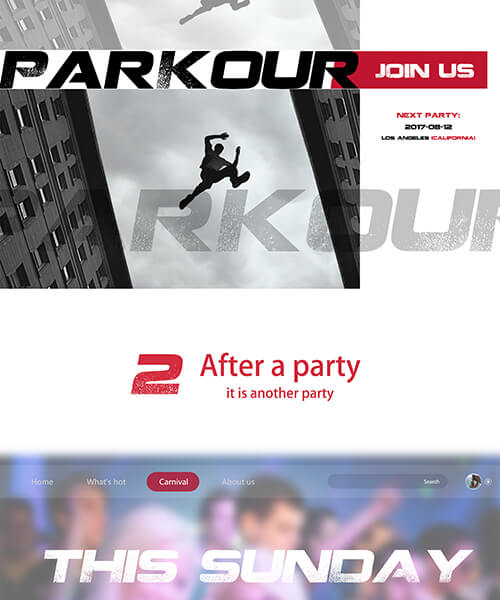 PARKOUR
JOIN US
NEXT PARTY:
2017-08-12
LOS ANGELES (CALIFORNIA)
PARKOUR
2
After a party
it is another party
Home
What's hot
Carnival
About us
Search
THIS SUNDAY